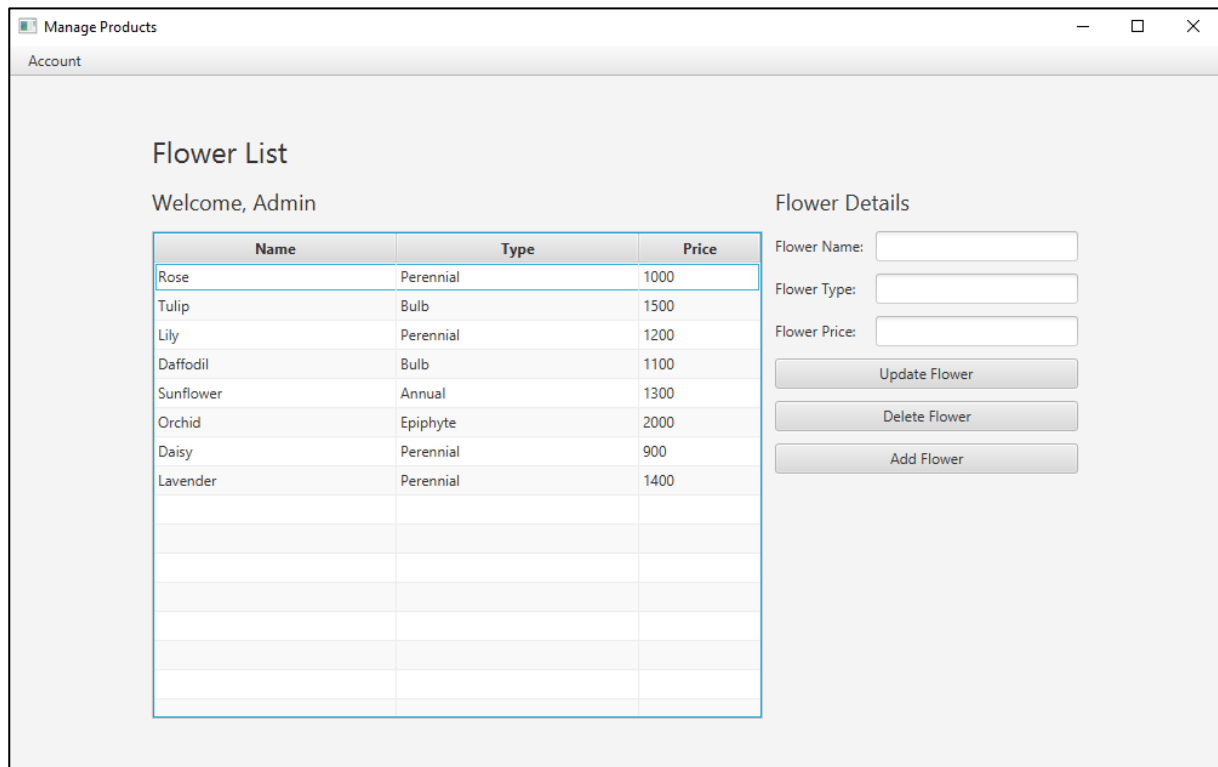 Manage Products
Account
Flower List
Welcome, Admin
Name Type Price
Rose Perennial 1000
Tulip Bulb 1500
Lily Perennial 1200
Daffodil Bulb 1100
Sunflower Annual 1300
Orchid Epiphyte 2000
Daisy Perennial 900
Lavender Perennial 1400
Flower Details
Flower Name:
Flower Type:
Flower Price:
Update Flower
Delete Flower
Add Flower